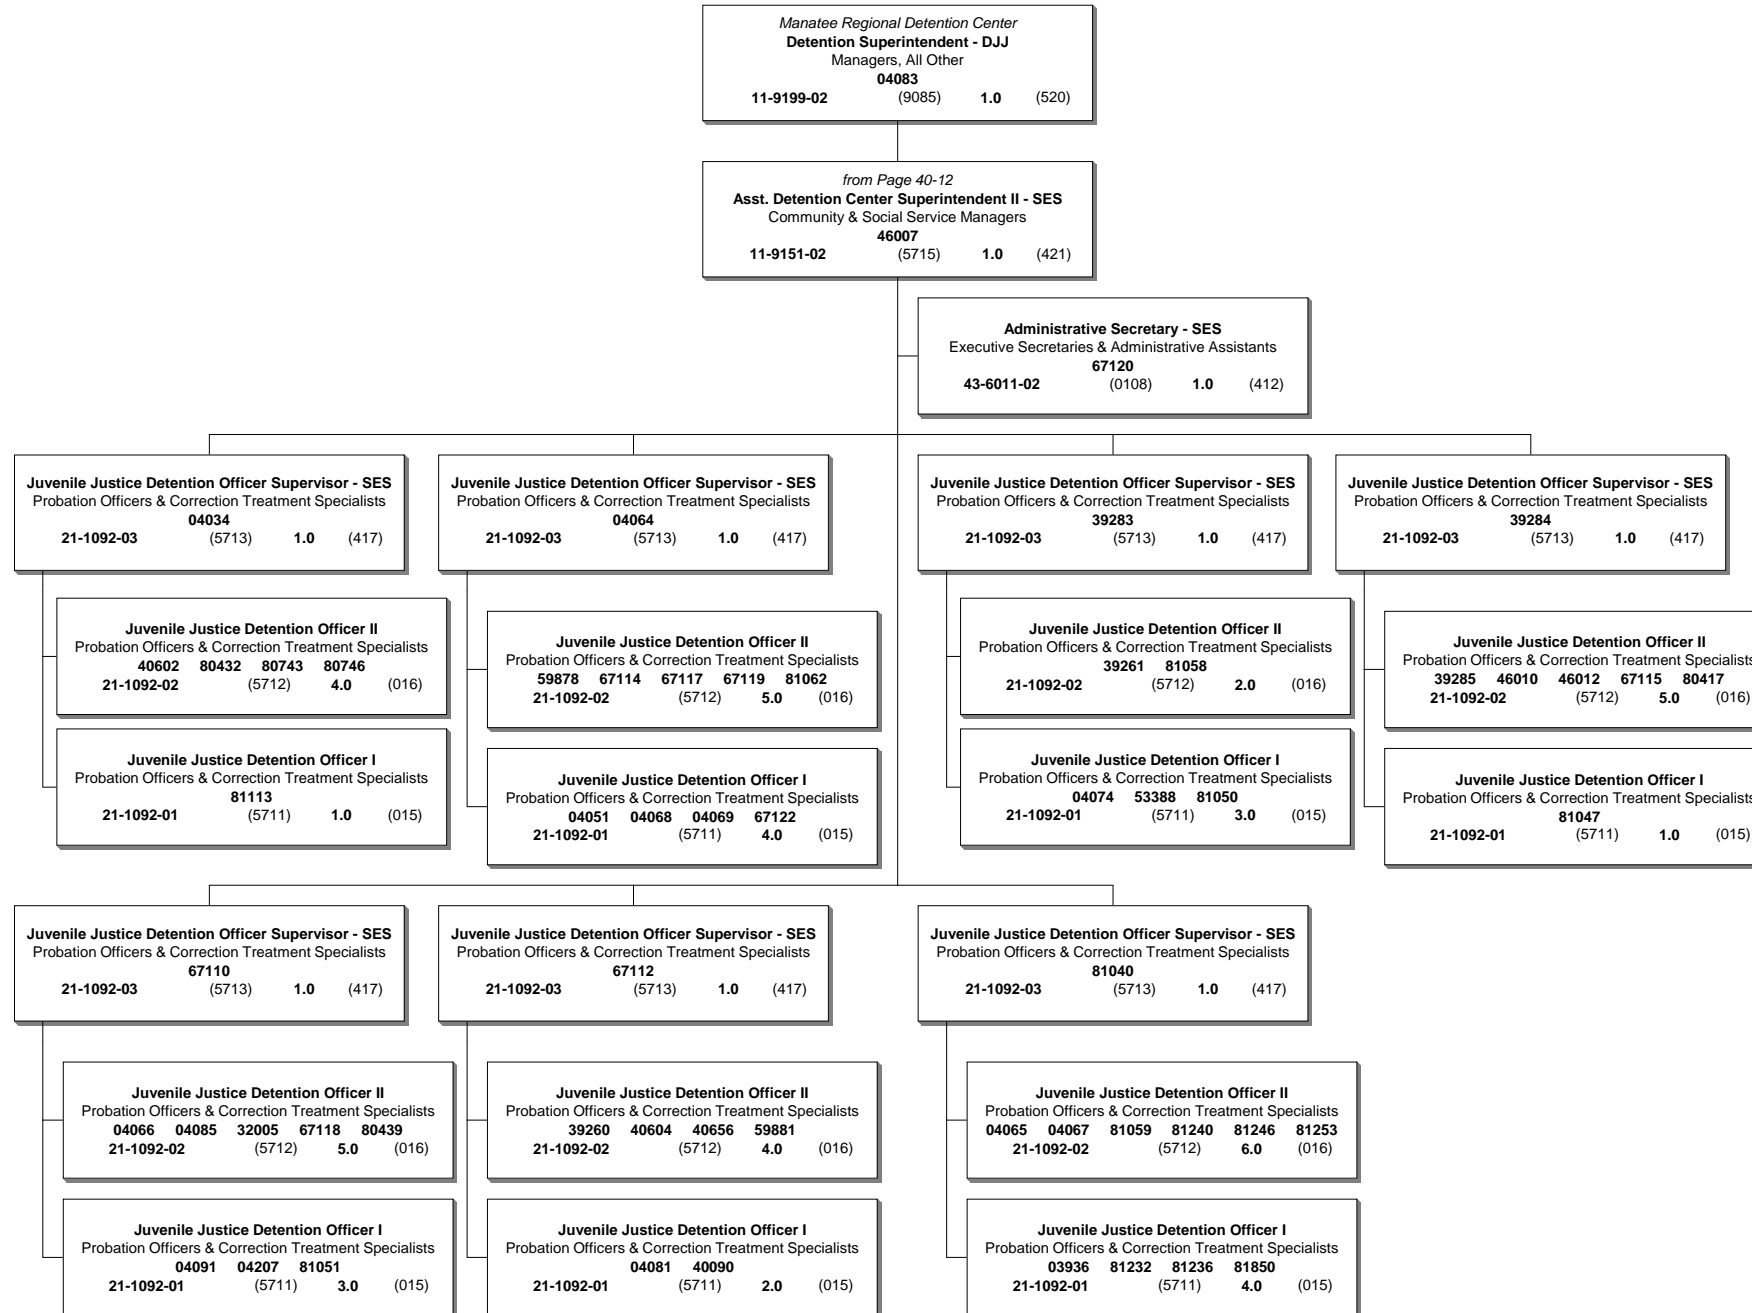 Manatee Regional Detention Center
Detention Superintendent - DJJ
Managers, All Other
04083
11-9199-02 (9085) 1.0 (520)
from Page 40-12
Asst. Detention Center Superintendent II - SES
Community & Social Service Managers
46007
11-9151-02 (5715) 1.0 (421)
Administrative Secretary - SES
Executive Secretaries & Administrative Assistants
67120
43-6011-02 (0108) 1.0 (412)
Juvenile Justice Detention Officer Supervisor - SES
Probation Officers & Correction Treatment Specialists
04034
21-1092-03 (5713) 1.0 (417)
Juvenile Justice Detention Officer II
Probation Officers & Correction Treatment Specialists
40602 80432 80743 80746
21-1092-02 (5712) 4.0 (016)
Juvenile Justice Detention Officer I
Probation Officers & Correction Treatment Specialists
81113
21-1092-01 (5711) 1.0 (015)
Juvenile Justice Detention Officer Supervisor - SES
Probation Officers & Correction Treatment Specialists
04064
21-1092-03 (5713) 1.0 (417)
Juvenile Justice Detention Officer II
Probation Officers & Correction Treatment Specialists
59878 67114 67117 67119 81062
21-1092-02 (5712) 5.0 (016)
Juvenile Justice Detention Officer I
Probation Officers & Correction Treatment Specialists
04051 04068 04069 67122
21-1092-01 (5711) 4.0 (015)
Juvenile Justice Detention Officer Supervisor - SES
Probation Officers & Correction Treatment Specialists
39283
21-1092-03 (5713) 1.0 (417)
Juvenile Justice Detention Officer II
Probation Officers & Correction Treatment Specialists
39261 81058
21-1092-02 (5712) 2.0 (016)
Juvenile Justice Detention Officer I
Probation Officers & Correction Treatment Specialists
04074 53388 81050
21-1092-01 (5711) 3.0 (015)
Juvenile Justice Detention Officer Supervisor - SES
Probation Officers & Correction Treatment Specialists
39284
21-1092-03 (5713) 1.0 (417)
Juvenile Justice Detention Officer II
Probation Officers & Correction Treatment Specialists
39285 46010 46012 67115 80417
21-1092-02 (5712) 5.0 (016)
Juvenile Justice Detention Officer I
Probation Officers & Correction Treatment Specialists
81047
21-1092-01 (5711) 1.0 (015)
Juvenile Justice Detention Officer Supervisor - SES
Probation Officers & Correction Treatment Specialists
67110
21-1092-03 (5713) 1.0 (417)
Juvenile Justice Detention Officer II
Probation Officers & Correction Treatment Specialists
04066 04085 32005 67118 80439
21-1092-02 (5712) 5.0 (016)
Juvenile Justice Detention Officer I
Probation Officers & Correction Treatment Specialists
04091 04207 81051
21-1092-01 (5711) 3.0 (015)
Juvenile Justice Detention Officer Supervisor - SES
Probation Officers & Correction Treatment Specialists
67112
21-1092-03 (5713) 1.0 (417)
Juvenile Justice Detention Officer II
Probation Officers & Correction Treatment Specialists
39260 40604 40656 59881
21-1092-02 (5712) 4.0 (016)
Juvenile Justice Detention Officer I
Probation Officers & Correction Treatment Specialists
04081 40090
21-1092-01 (5711) 2.0 (015)
Juvenile Justice Detention Officer Supervisor - SES
Probation Officers & Correction Treatment Specialists
81040
21-1092-03 (5713) 1.0 (417)
Juvenile Justice Detention Officer II
Probation Officers & Correction Treatment Specialists
04065 04067 81059 81240 81246 81253
21-1092-02 (5712) 6.0 (016)
Juvenile Justice Detention Officer I
Probation Officers & Correction Treatment Specialists
03936 81232 81236 81850
21-1092-01 (5711) 4.0 (015)